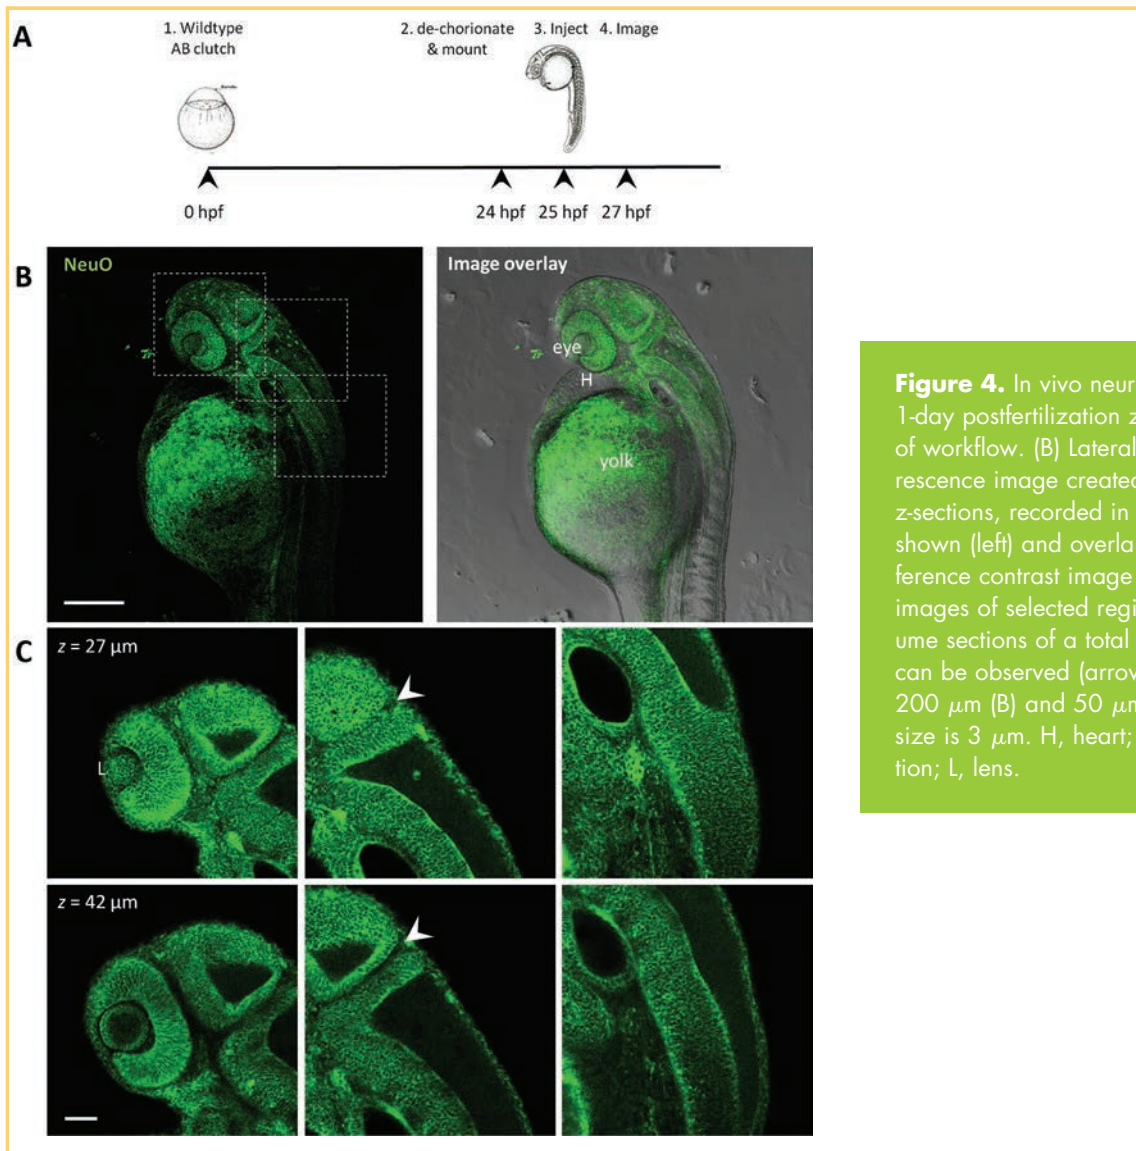 A
1. Wildtype
AB clutch
2. de-chorionate
& mount
3. Inject
4. Image
0 hpf
24 hpf
25 hpf
27 hpf
B
NeuO
Image overlay
eye
H
yolk
C
z = 27 μm
L
z = 42 μm
Figure 4. In vivo neur
1-day postfertilization z
of workflow. (B) Lateral
rescence image created
z-sections, recorded in
shown (left) and overla
ference contrast image
images of selected regi
ume sections of a total
can be observed (arrow
200 μm (B) and 50 μm
size is 3 μm. H, heart;
tion; L, lens.